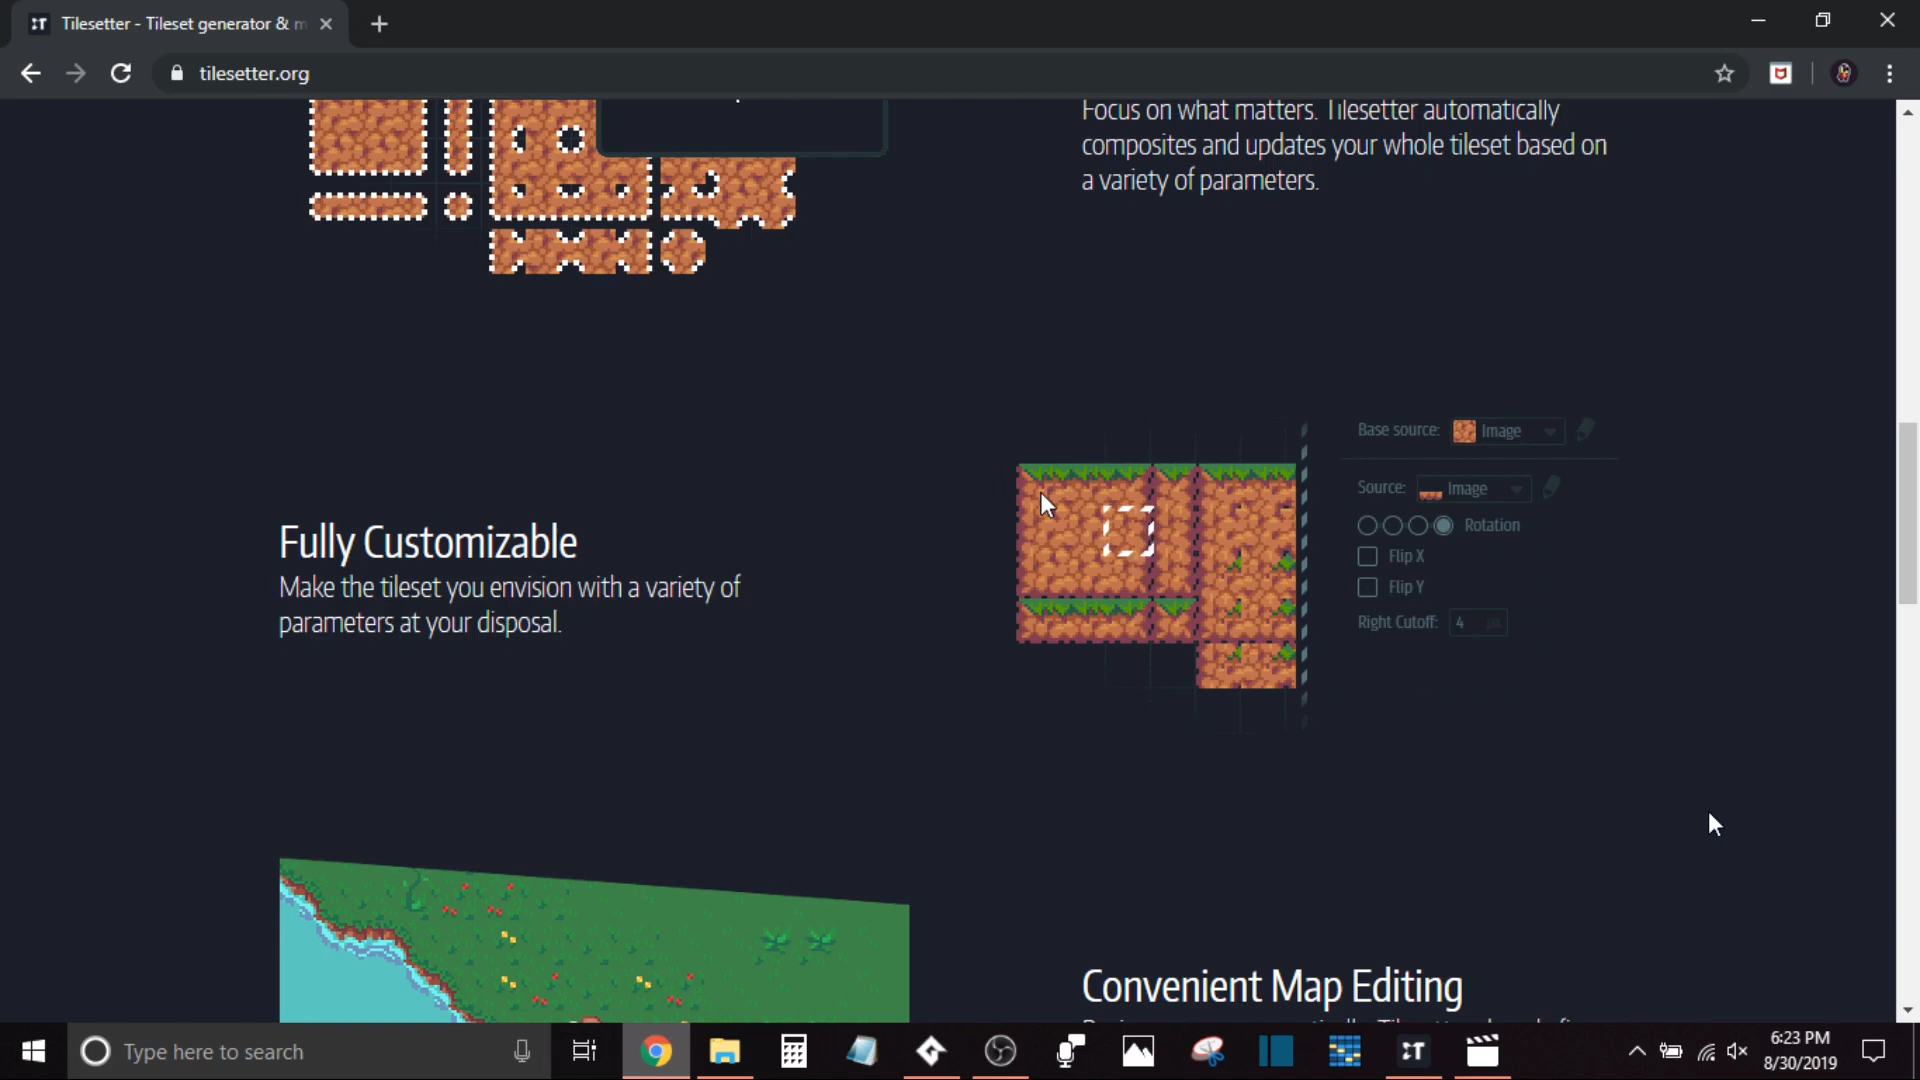 Tilesetter - Tileset generator & m
tilesetter.org
Focus on what matters. Tilesetter automatically
composites and updates your whole tileset based on
a variety of parameters.
Base source: Image
Source: Image
Rotation
Flip X
Flip Y
Right Cutoff: 4 px
Fully Customizable
Make the tileset you envision with a variety of
parameters at your disposal.
Convenient Map Editing
Type here to search
6:23 PM
8/30/2019